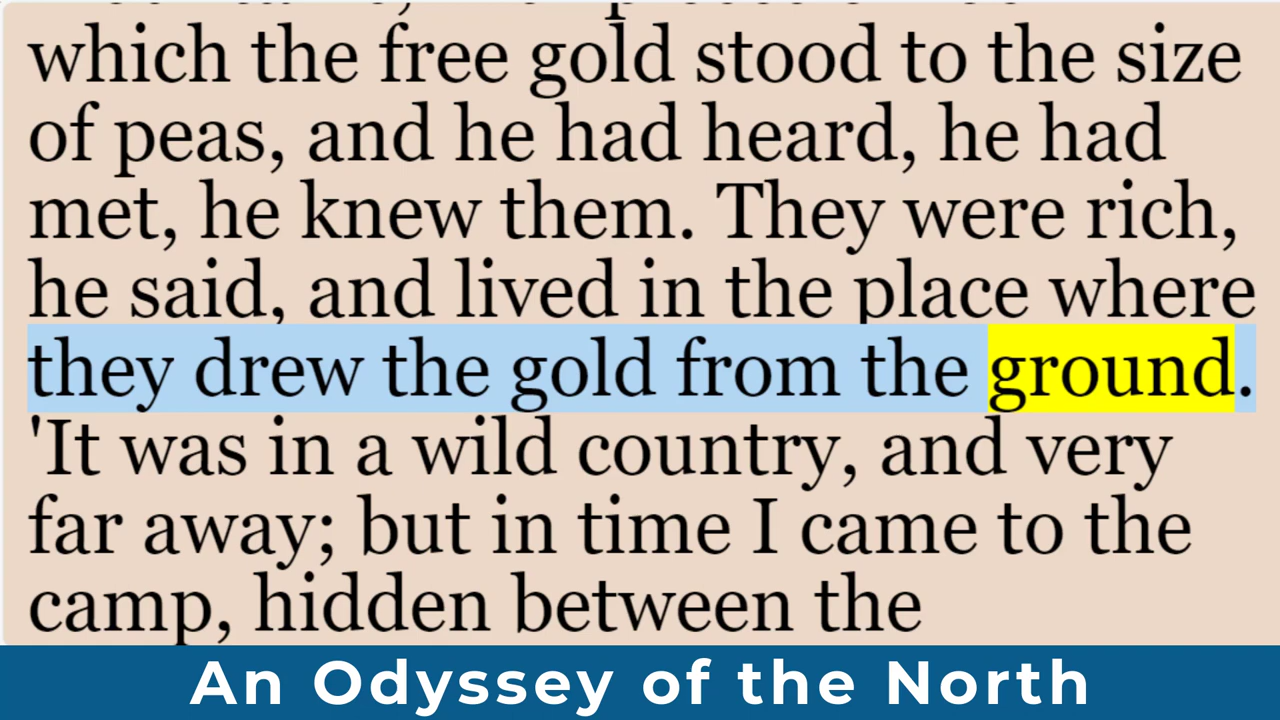 which the free gold stood to the size
of peas, and he had heard, he had
met, he knew them. They were rich,
he said, and lived in the place where
they drew the gold from the ground.
'It was in a wild country, and very
far away; but in time I came to the
camp, hidden between the
An Odyssey of the North